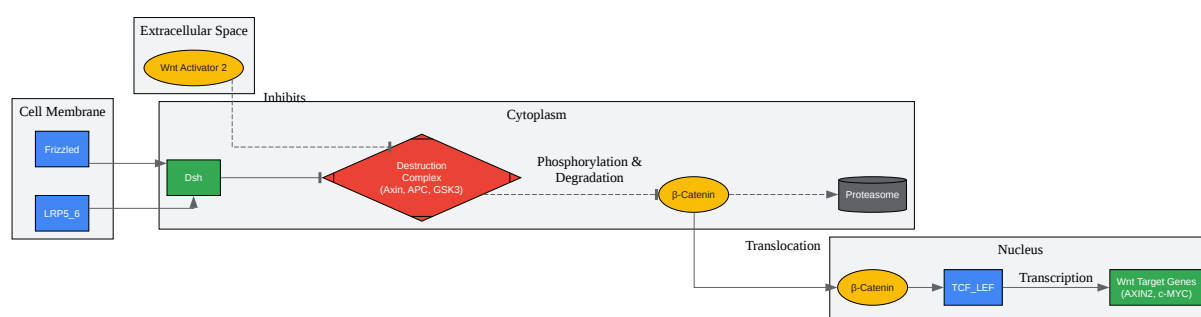 Extracellular Space
Wnt Activator 2
Inhibits
Cell Membrane
Frizzled
LRP5_6
Cytoplasm
Dsh
Destruction
Complex
(Axin, APC, GSK3)
Phosphorylation &
Degradation
β-Catenin
Proteasome
Translocation
Nucleus
β-Catenin
TCF_LEF
Transcription
Wnt Target Genes
(AXIN2, c-MYC)